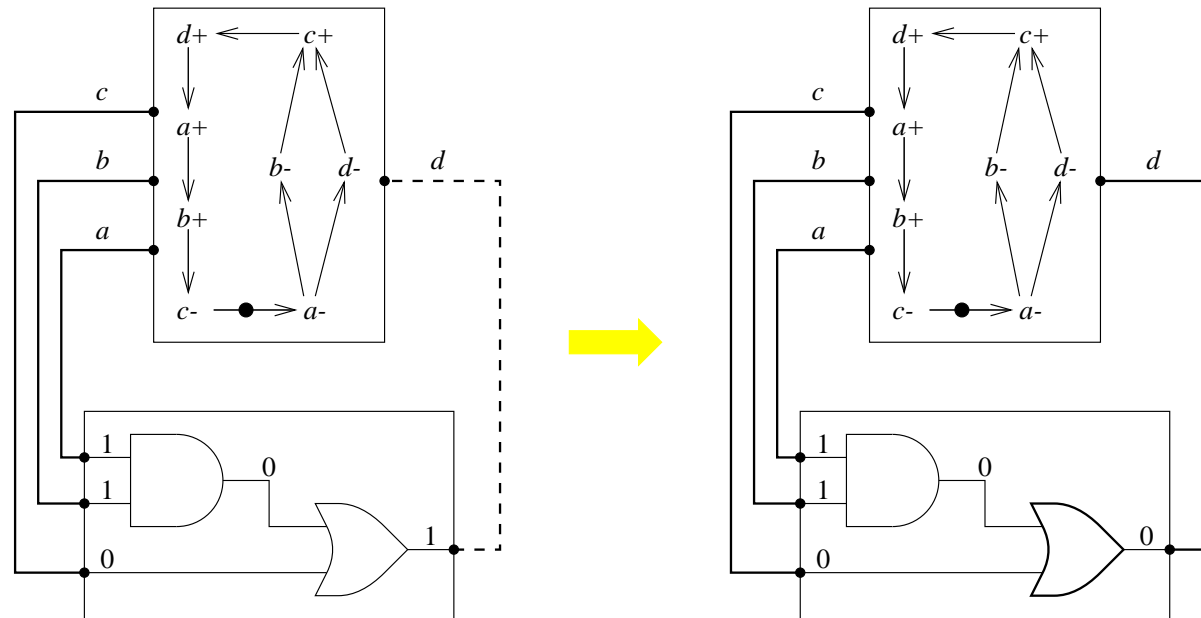 d+ c+ d+ c+
c c
a+ a+
b b- d- d b b- d- d
b+ b+
a a
c- a- c- a-
1 0 1 0
1 1 1 0
0 0